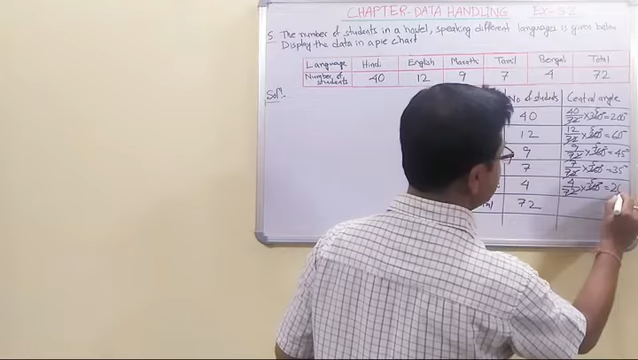 CHAPTER-DATA HANDLING EX-5.2
5. The number of students in a hostel, speaking different languages is given below
Display the data in a pie chart
Language Hindi English Marathi Tamil Bengali Total
Number of students 40 12 9 7 4 72
Sol":- No of students Central angle
40 40/72 ×360°=200°
12 12/72 ×360°=60°
9 9/72 ×360°=45°
7 7/72 ×360°=35°
4 4/72 ×360°=20
72